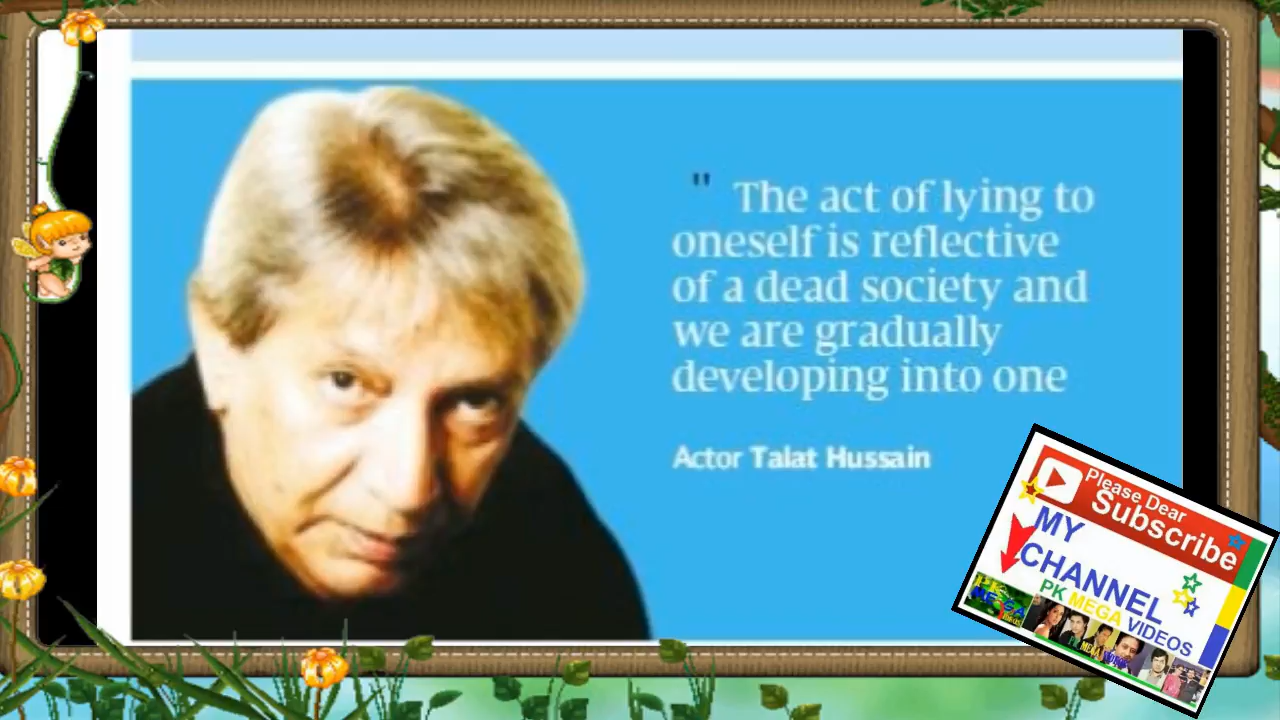 " The act of lying to
oneself is reflective
of a dead society and
we are gradually
developing into one
Actor Talat Hussain
Please Dear
Subscribe
MY
CHANNEL
PK MEGA VIDEOS